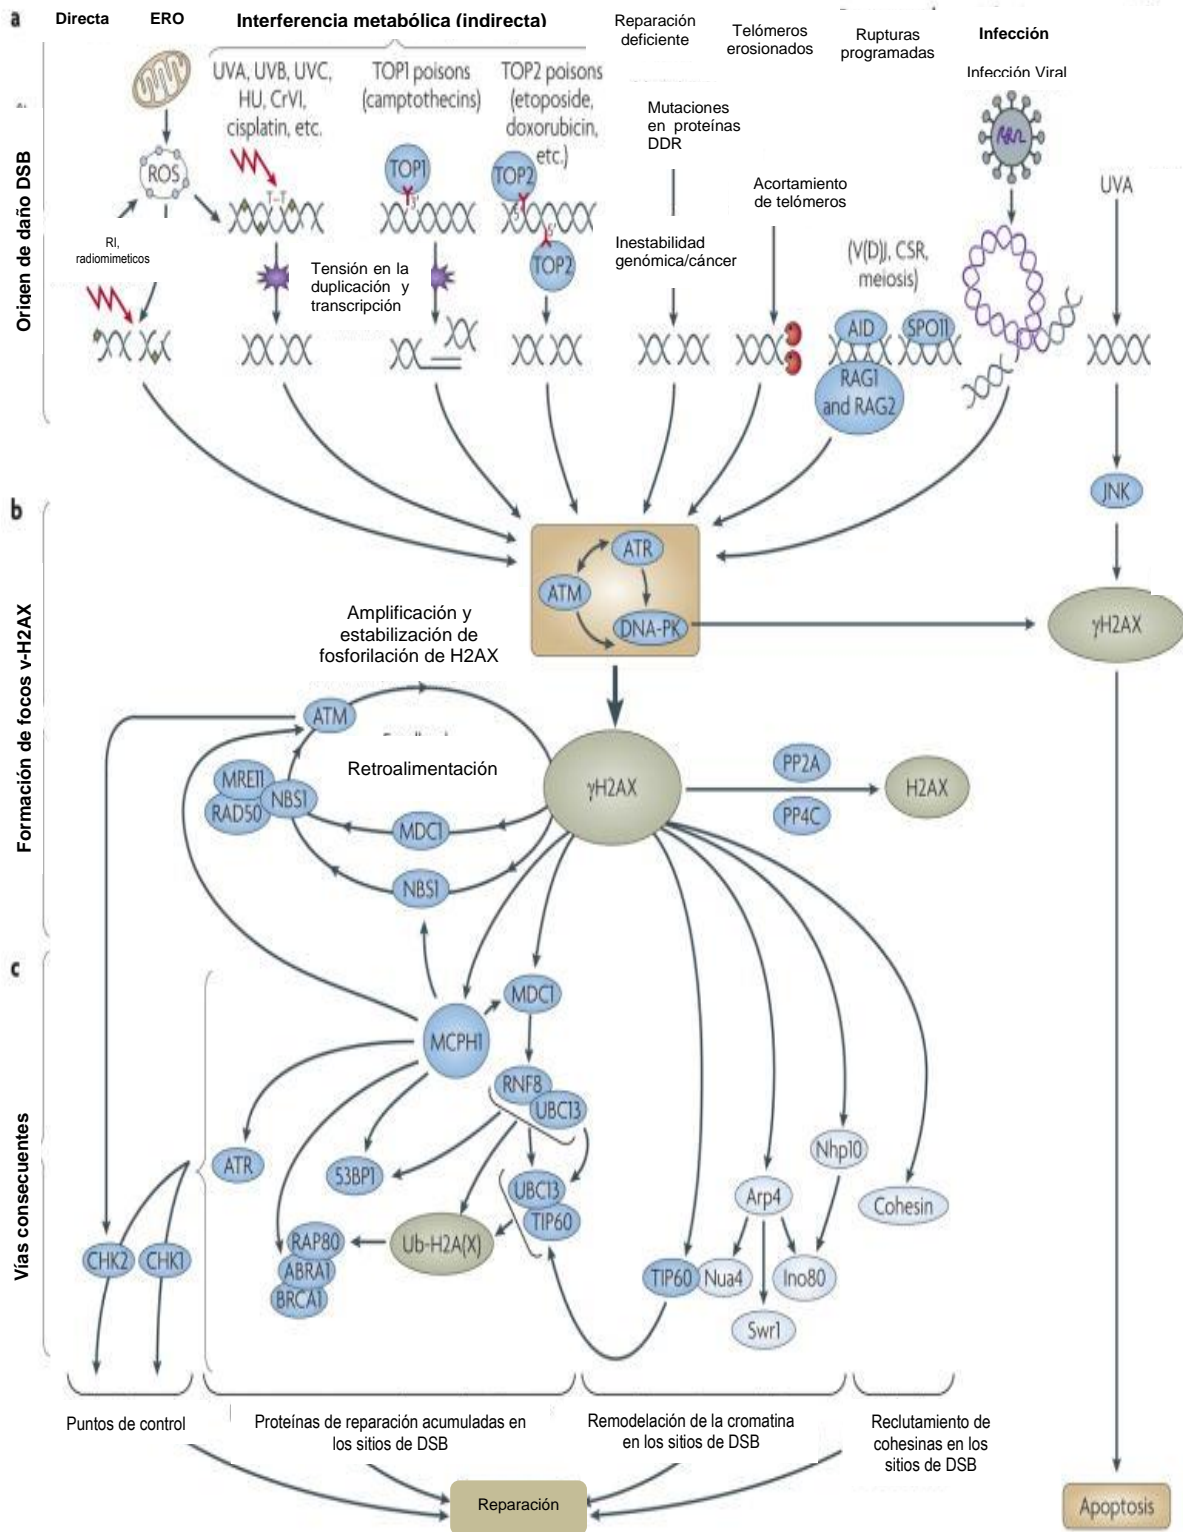 a
Directa
ERO
Interferencia metabólica (indirecta)
Reparación
deficiente
Telómeros
erosionados
Rupturas
programadas
Infección
Infección Viral
UVA, UVB, UVC,
HU, CrVI,
cisplatin, etc.
TOP1 poisons
(camptothecins)
TOP2 poisons
(etoposide,
doxorubicin,
etc.)
Mutaciones
en proteínas
DDR
Acortamiento
de telómeros
UVA
Origen de daño DSB
ROS
T-T
TOP1
3'
TOP2
5'
5'
TOP2
RI,
radiomimeticos
Tensión en la
duplicación y
transcripción
Inestabilidad
genómica/cáncer
(V(D)J, CSR,
meiosis)
AID
SPO11
RAG1
and RAG2
JNK
b
Formación de focos v-H2AX
ATR
ATM
DNA-PK
γH2AX
Amplificación y
estabilización de
fosforilación de H2AX
ATM
Retroalimentación
MRE11
RAD50
NBS1
MDC1
NBS1
γH2AX
PP2A
PP4C
H2AX
c
Vías consecuentes
MDC1
MCPH1
RNF8
UBC13
ATR
53BP1
UBC13
TIP60
Nhp10
Arp4
Cohesin
CHK2
CHK1
RAP80
ABRA1
BRCA1
Ub-H2A(X)
TIP60
Nua4
Ino80
Swr1
Puntos de control
Proteínas de reparación acumuladas en
los sitios de DSB
Remodelación de la cromatina
en los sitios de DSB
Reclutamiento de
cohesinas en los
sitios de DSB
Reparación
Apoptosis